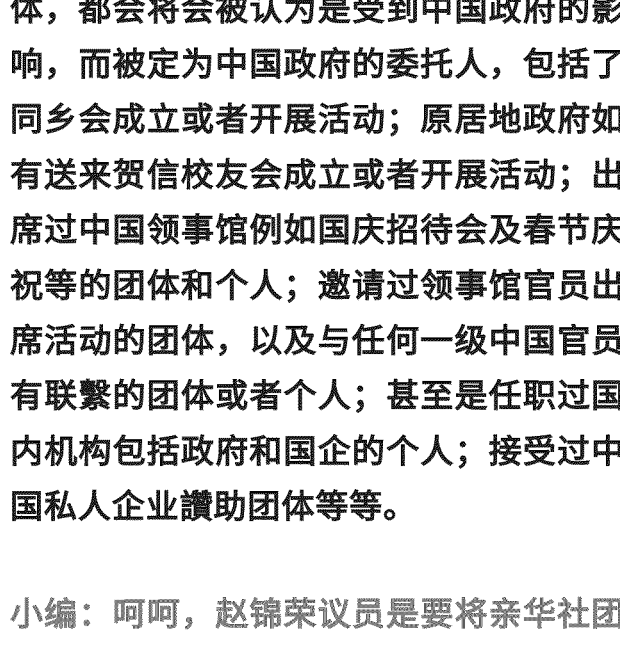 体，都会将会被认为是受到中国政府的影
响，而被定为中国政府的委托人，包括了
同乡会成立或者开展活动；原居地政府如
有送来贺信校友会成立或者开展活动；出
席过中国领事馆例如国庆招待会及春节庆
祝等的团体和个人；邀请过领事馆官员出
席活动的团体，以及与任何一级中国官员
有联繫的团体或者个人；甚至是任职过国
内机构包括政府和国企的个人；接受过中
国私人企业讚助团体等等。
小编：呵呵，赵锦荣议员是要将亲华社团